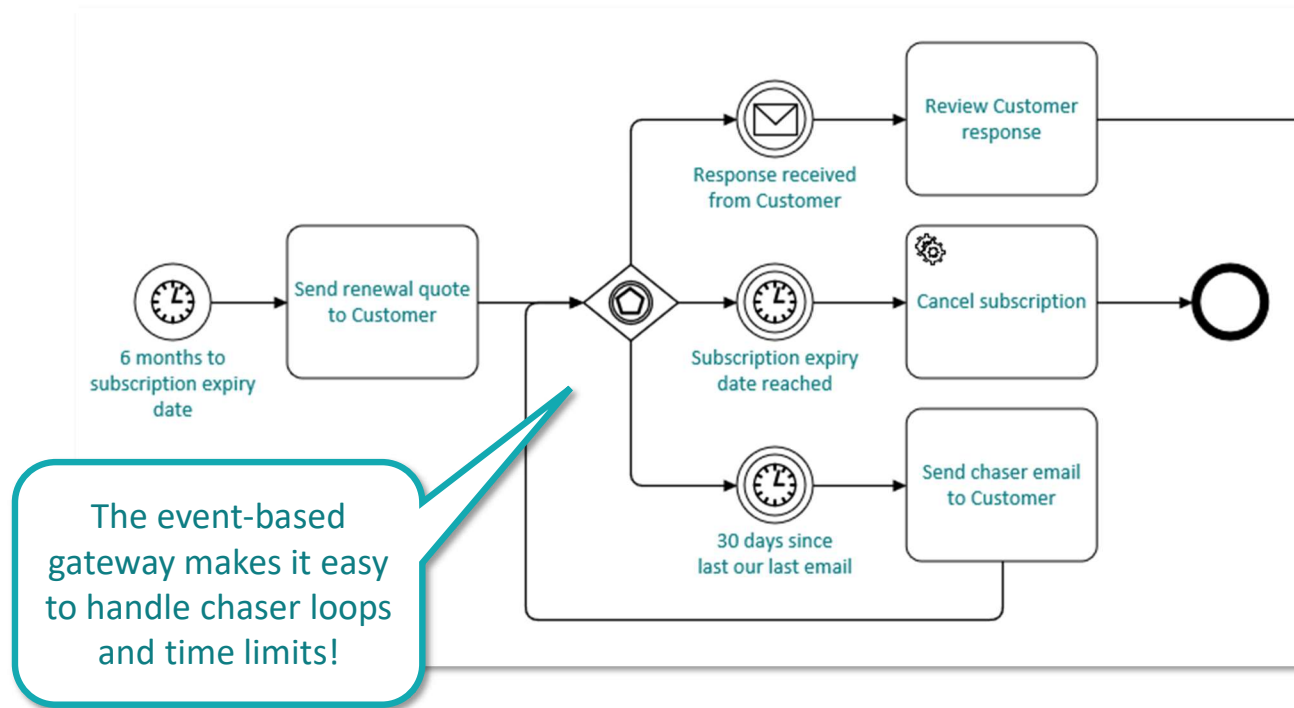 Review Customer
response
Response received
from Customer
Send renewal quote
to Customer
Cancel subscription
6 months to
subscription expiry
date
Subscription expiry
date reached
Send chaser email
to Customer
30 days since
last our last email
The event-based
gateway makes it easy
to handle chaser loops
and time limits!